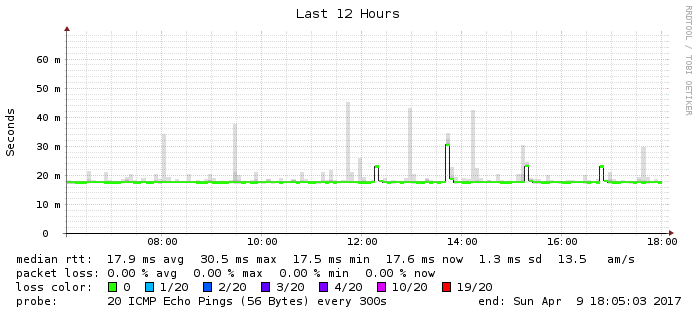 Last 12 Hours
RRDTOOL / TOBI OETIKER
Seconds
60 m
50 m
40 m
30 m
20 m
10 m
0
08:00 10:00 12:00 14:00 16:00 18:00
median rtt: 17.9 ms avg 30.5 ms max 17.5 ms min 17.6 ms now 1.3 ms sd 13.5 am/s
packet loss: 0.00 % avg 0.00 % max 0.00 % min 0.00 % now
loss color: 0 1/20 2/20 3/20 4/20 10/20 19/20
probe: 20 ICMP Echo Pings (56 Bytes) every 300s end: Sun Apr 9 18:05:03 2017